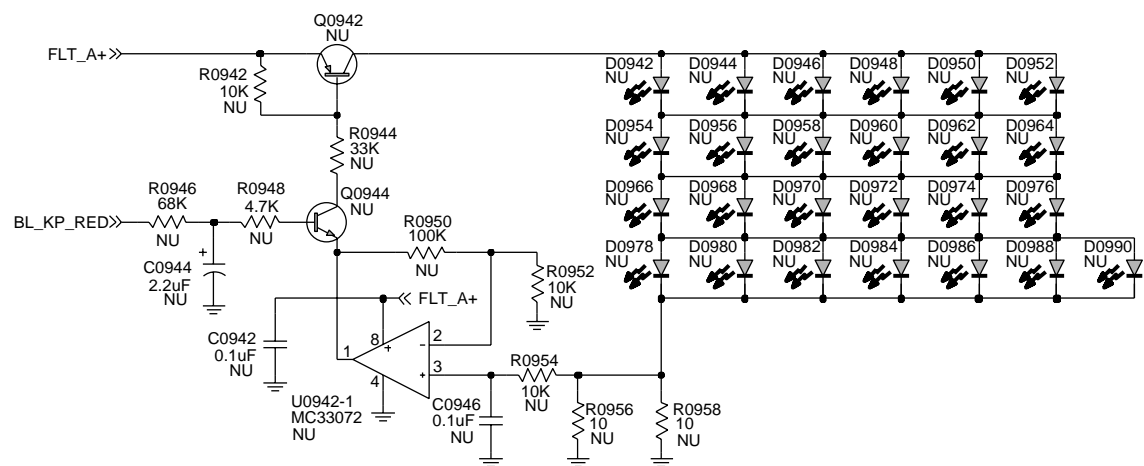 Q0942
NU
FLT_A+
R0942
10K
NU
R0944
33K
NU
R0946
68K
NU
R0948
4.7K
NU
Q0944
NU
BL_KP_RED
R0950
100K
NU
C0944
+
2.2uF
NU
R0952
10K
NU
FLT_A+
C0942
0.1uF
NU
8
+
1
2
-
3
+
4
U0942-1
MC33072
NU
R0954
10K
NU
C0946
0.1uF
NU
R0956
10
NU
R0958
10
NU
D0942
NU
D0944
NU
D0946
NU
D0948
NU
D0950
NU
D0952
NU
D0954
NU
D0956
NU
D0958
NU
D0960
NU
D0962
NU
D0964
NU
D0966
NU
D0968
NU
D0970
NU
D0972
NU
D0974
NU
D0976
NU
D0978
NU
D0980
NU
D0982
NU
D0984
NU
D0986
NU
D0988
NU
D0990
NU